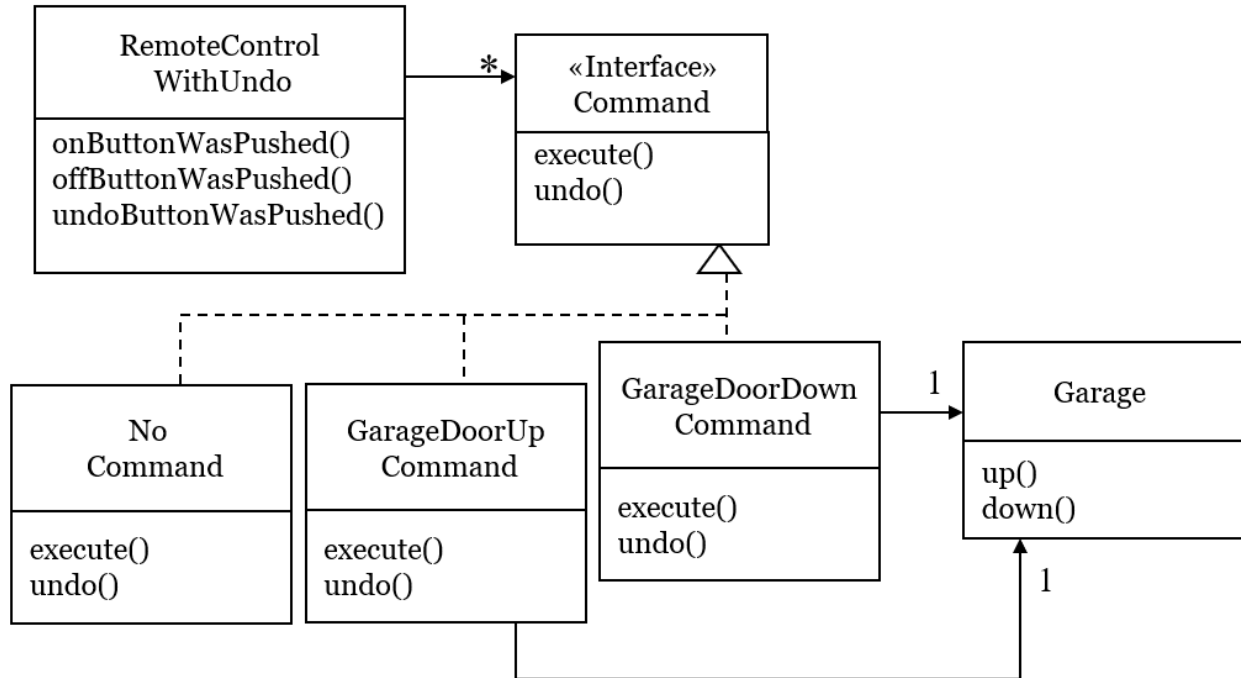 RemoteControl
WithUndo
onButtonWasPushed()
offButtonWasPushed()
undoButtonWasPushed()
*
«Interface»
Command
execute()
undo()
No
Command
execute()
undo()
GarageDoorUp
Command
execute()
undo()
GarageDoorDown
Command
execute()
undo()
1
Garage
up()
down()
1